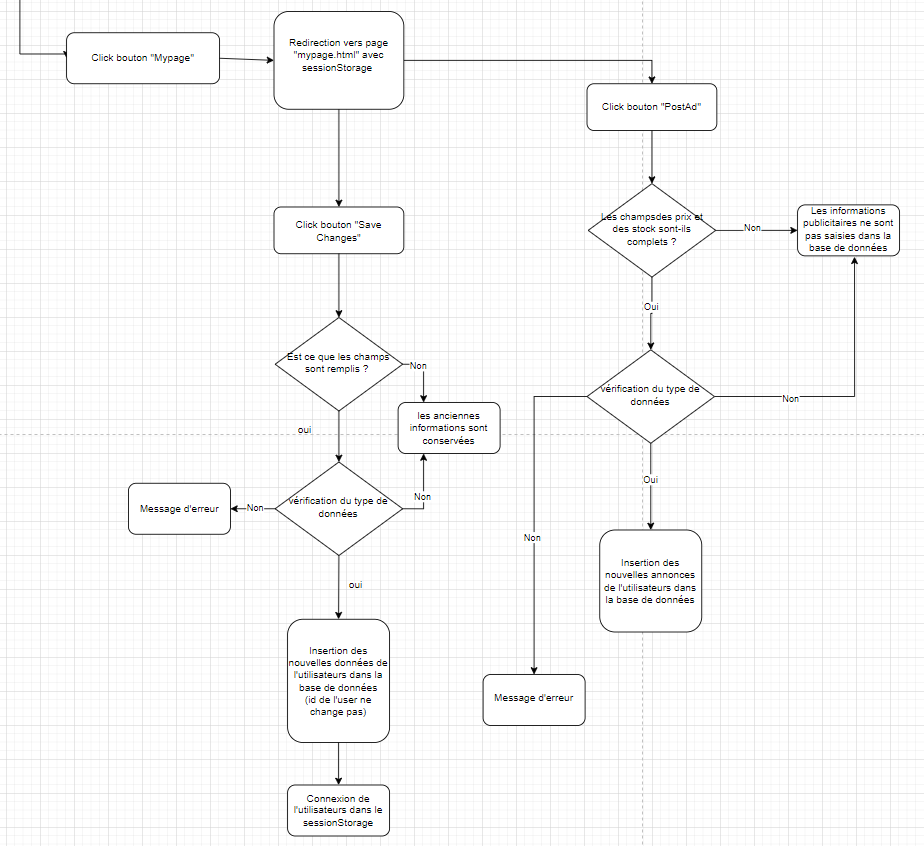 Click bouton "Mypage"
Redirection vers page
"mypage.html" avec
sessionStorage
Click bouton "PostAd"
Les champsdes prix et
des stock sont-ils
complets ?
Non
Les informations
publicitaires ne sont
pas saisies dans la
base de données
Click bouton "Save
Changes"
Oui
Est ce que les champs
sont remplis ?
Non
vérification du type de
données
Non
les anciennes
informations sont
conservées
oui
vérification du type de
données
Non
Non
Message d'erreur
Oui
Non
oui
Insertion des
nouvelles annonces
de l'utilisateurs dans
la base de données
Insertion des
nouvelles données de
l'utilisateurs dans la
base de données
(id de l'user ne
change pas)
Message d'erreur
Connexion de
l'utilisateurs dans le
sessionStorage